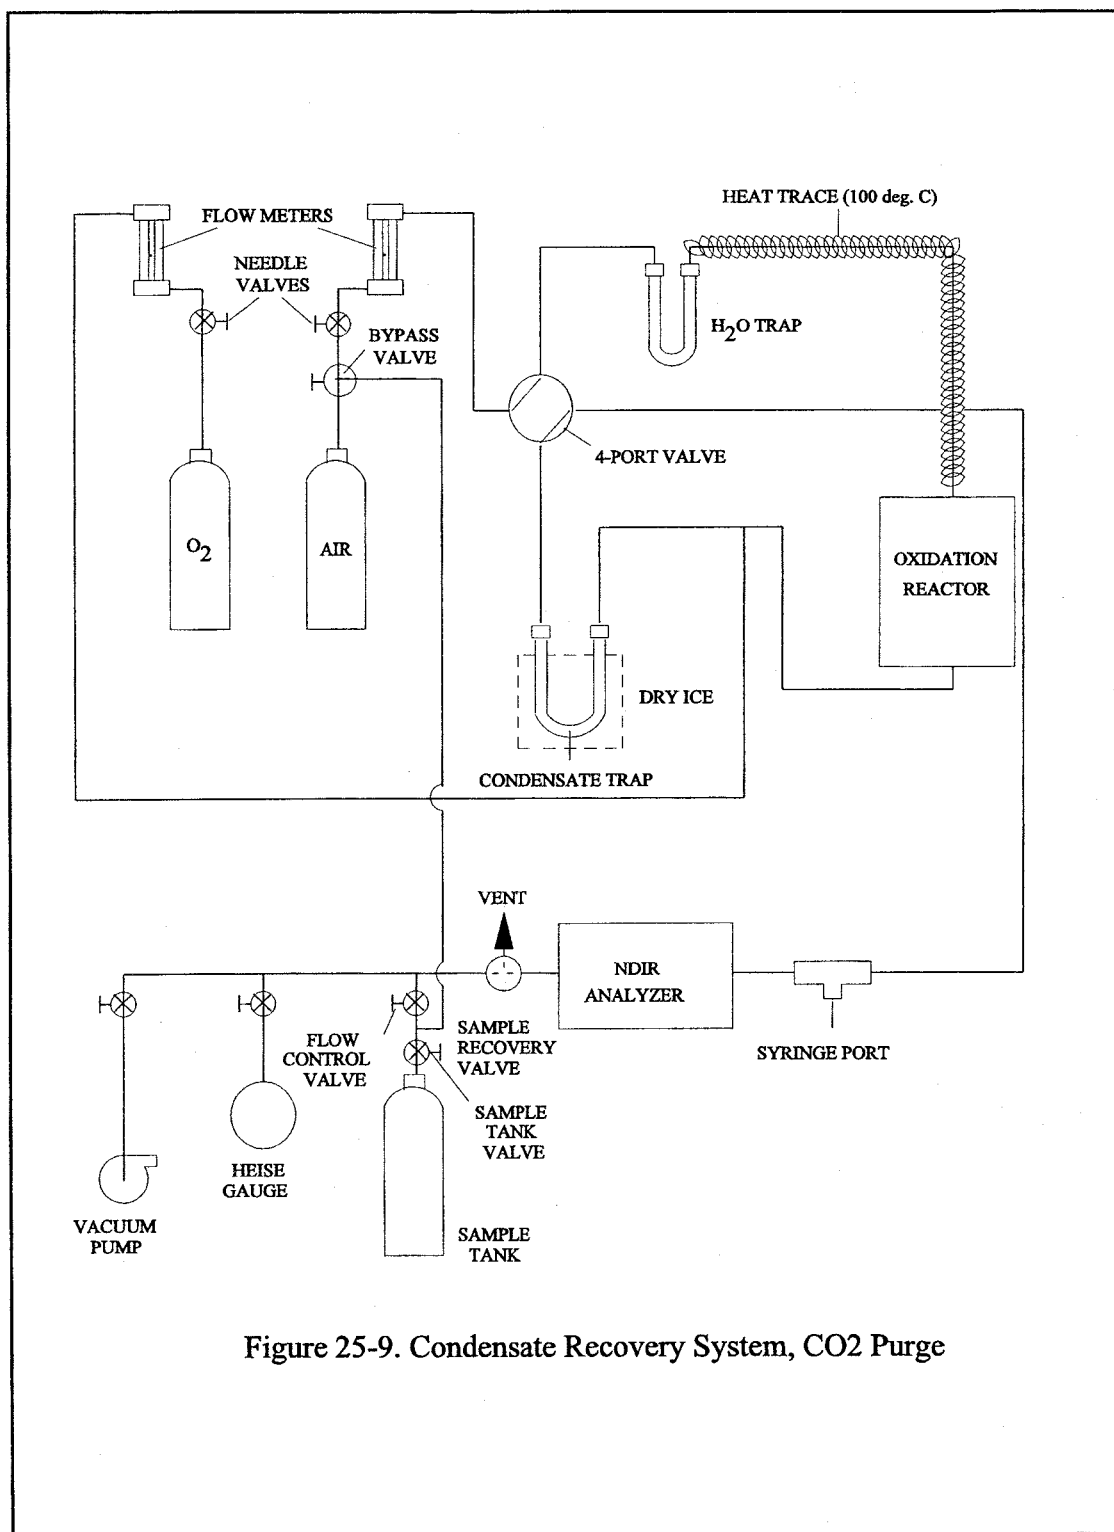 HEAT TRACE (100 deg. C)
FLOW METERS
NEEDLE
VALVES
H2O TRAP
BYPASS
VALVE
4-PORT VALVE
O2
AIR
OXIDATION
REACTOR
DRY ICE
CONDENSATE TRAP
VENT
NDIR
ANALYZER
SYRINGE PORT
FLOW
CONTROL
VALVE
SAMPLE
RECOVERY
VALVE
SAMPLE
TANK
VALVE
HEISE
GAUGE
VACUUM
PUMP
SAMPLE
TANK
Figure 25-9. Condensate Recovery System, CO2 Purge